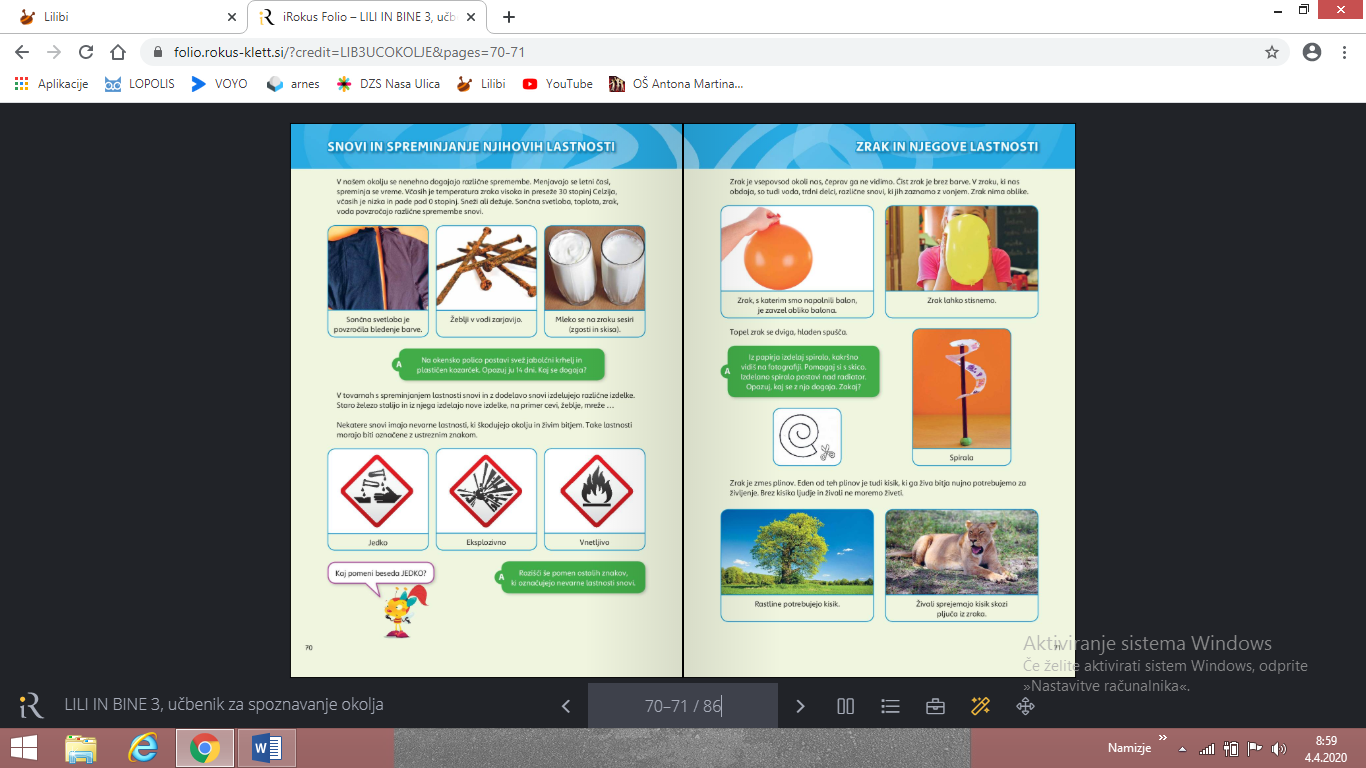 Lilibi
iRokus Folio – LILI IN BINE 3, učb
folio.rokus-klett.si/?credit=LIB3UCOKOLJE&pages=70-71
Aplikacije
LOPOLIS
VOYO
arnes
DZS Nasa Ulica
Lilibi
YouTube
OŠ Antona Martina...
SNOVI IN SPREMINJANJE NJIHOVIH LASTNOSTI
V našem okolju se nenehno dogajajo različne spremembe. Menjavajo se letni časi,
spreminja se vreme. Včasih je temperatura zraka visoka in preseže 30 stopinj Celzija,
včasih je nizka in pade pod 0 stopinj. Sneži ali dežuje. Sončna svetloba, toplota, zrak,
voda povzročajo različne spremembe snovi.
Sončna svetloba je
povzročila bledenje barve.
Žeblji v vodi zarjavijo.
Mleko se na zraku sesiri
(zgosti in skisa).
A
Na okensko polico postavi svež jabolčni krhelj in
plastičen kozarček. Opazuj ju 14 dni. Kaj se dogaja?
V tovarnah s spreminjanjem lastnosti snovi in z dodelavo snovi izdelujejo različne izdelke.
Staro železo stalijo in iz njega izdelajo nove izdelke, na primer cevi, žeblje, mreže …
Nekatere snovi imajo nevarne lastnosti, ki škodujejo okolju in živim bitjem. Take lastnosti
morajo biti označene z ustreznim znakom.
Jedko
Eksplozivno
Vnetljivo
Kaj pomeni beseda JEDKO?
A
Razišči še pomen ostalih znakov,
ki označujejo nevarne lastnosti snovi.
70
ZRAK IN NJEGOVE LASTNOSTI
Zrak je vsepovsod okoli nas, čeprav ga ne vidimo. Čist zrak je brez barve. V zraku, ki nas
obdaja, so tudi voda, trdni delci, različne snovi, ki jih zaznamo z vonjem. Zrak nima oblike.
Zrak, s katerim smo napolnili balon,
je zavzel obliko balona.
Zrak lahko stisnemo.
Topel zrak se dviga, hladen spušča.
A
Iz papirja izdelaj spiralo, kakršno
vidiš na fotografiji. Pomagaj si s skico.
Izdelano spiralo postavi nad radiator.
Opazuj, kaj se z njo dogaja. Zakaj?
Spirala
Zrak je zmes plinov. Eden od teh plinov je tudi kisik, ki ga živa bitja nujno potrebujemo za
življenje. Brez kisika ljudje in živali ne moremo živeti.
Rastline potrebujejo kisik.
Živali sprejemajo kisik skozi
pljuča iz zraka.
71
Aktiviranje sistema Windows
Če želite aktivirati sistem Windows, odprite
»Nastavitve računalnika«.
LILI IN BINE 3, učbenik za spoznavanje okolja
70–71 / 86
Namizje
8:59
4.4.2020